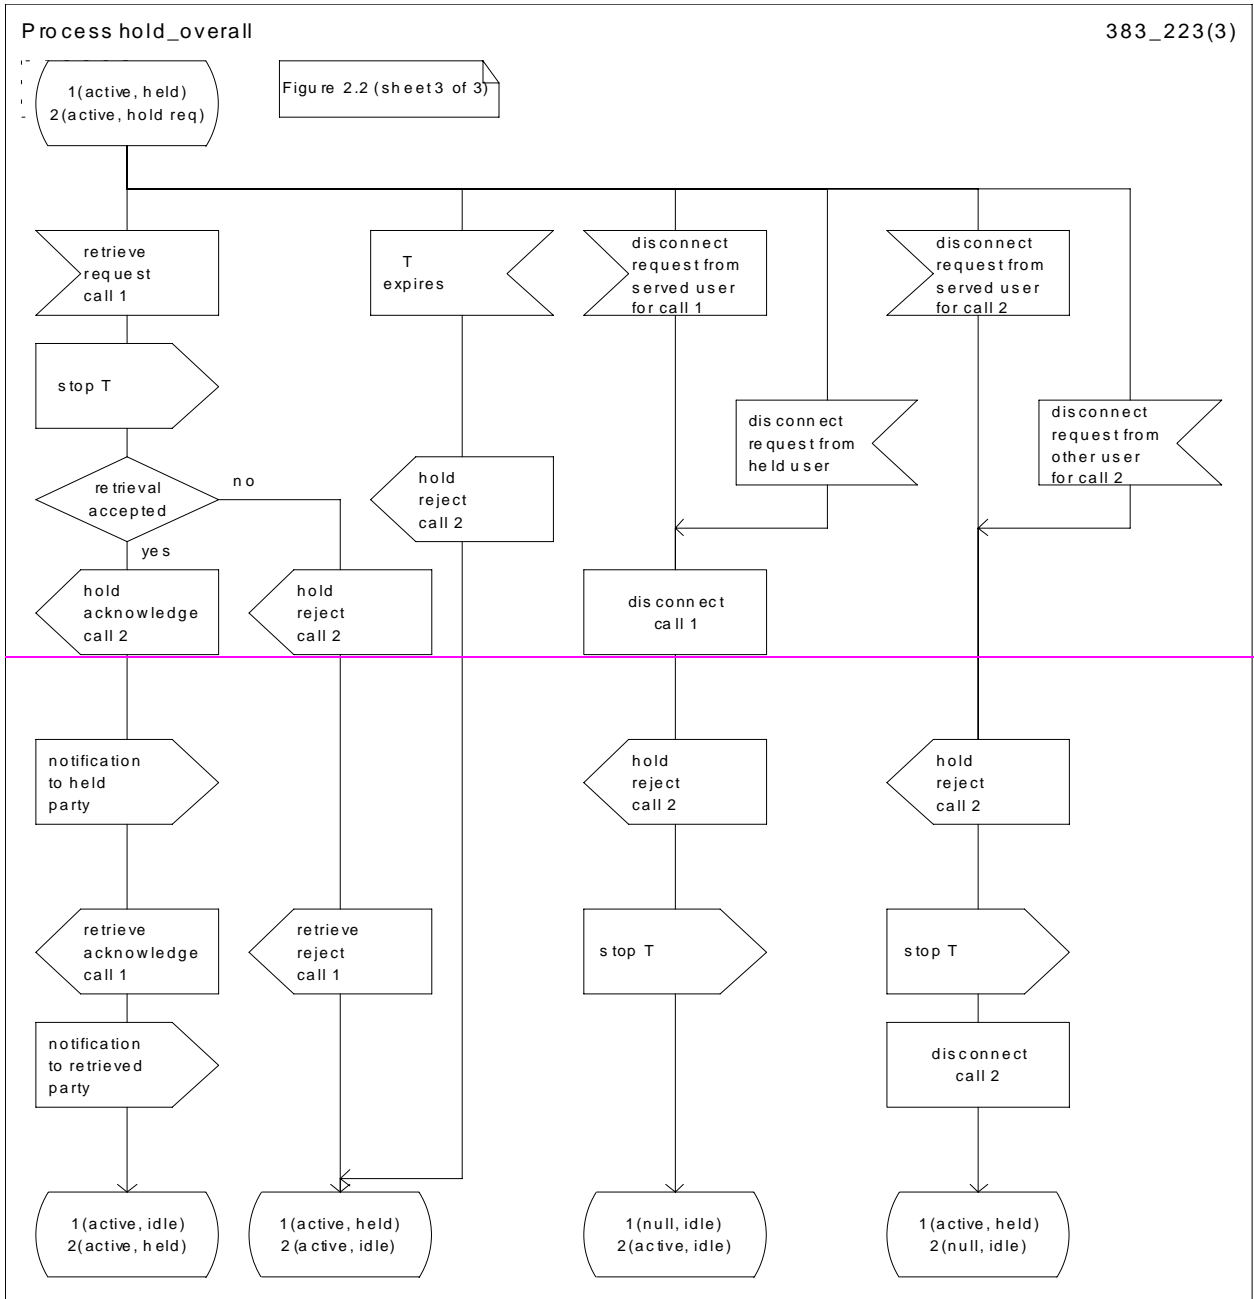 Process hold_overall
383_223(3)
1(active, held)
2(active, hold req)
Figure 2.2 (sheet 3 of 3)
retrieve
request
call 1
T
expires
disconnect
request from
served user
for call 1
disconnect
request from
served user
for call 2
stop T
disconnect
request from
held user
disconnect
request from
other user
for call 2
retrieval
accepted
no
yes
hold
reject
call 2
hold
acknowledge
call 2
hold
reject
call 2
disconnect
call 1
notification
to held
party
hold
reject
call 2
hold
reject
call 2
retrieve
acknowledge
call 1
retrieve
reject
call 1
stop T
stop T
notification
to retrieved
party
disconnect
call 2
1(active, idle)
2(active, held)
1(active, held)
2(active, idle)
1(null, idle)
2(active, idle)
1(active, held)
2(null, idle)